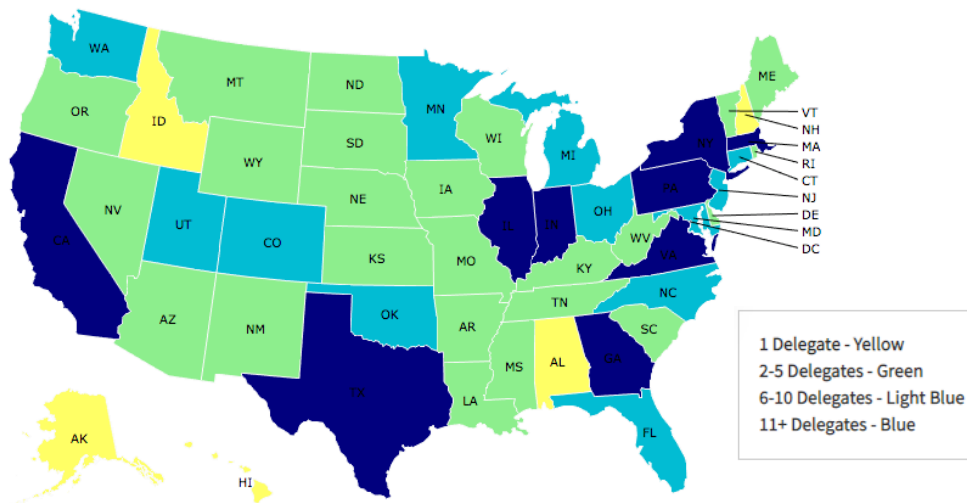 WA
MT
ND
MN
ME
OR
ID
SD
WI
VT
NH
WY
MI
NY
MA
RI
IA
CT
NE
PA
NJ
NV
OH
IL
IN
DE
UT
CO
WV
MD
CA
VA
DC
KS
MO
KY
NC
TN
AZ
NM
OK
AR
SC
MS
AL
GA
TX
LA
FL
AK
HI
1 Delegate - Yellow
2-5 Delegates - Green
6-10 Delegates - Light Blue
11+ Delegates - Blue